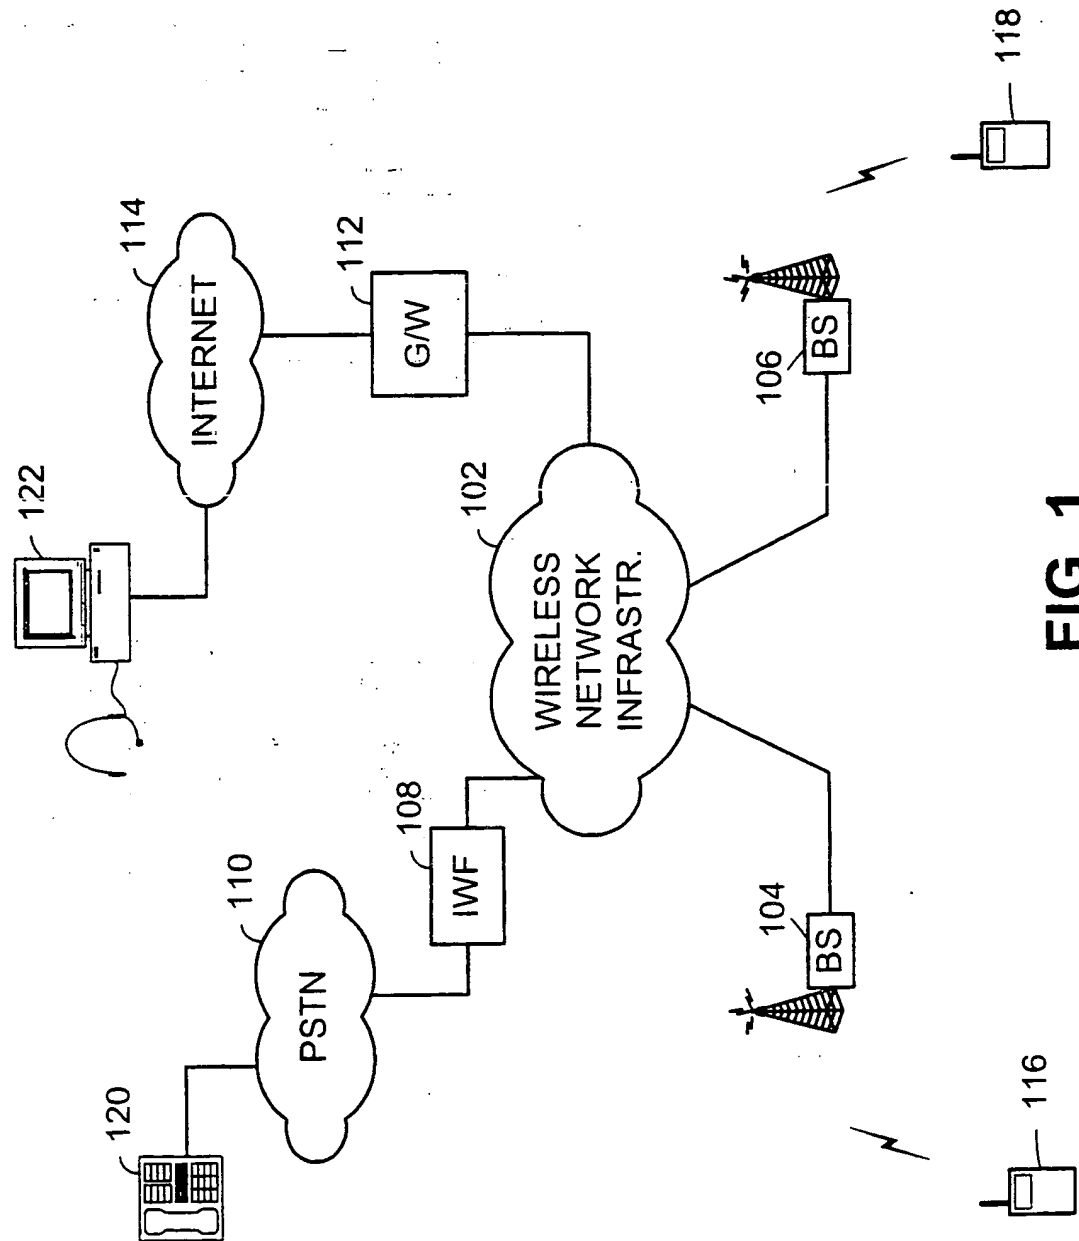 120
110
PSTN
108
IWF
122
114
INTERNET
112
G/W
102
WIRELESS
NETWORK
INFRASTR.
104
BS
106
BS
116
118
FIG 1